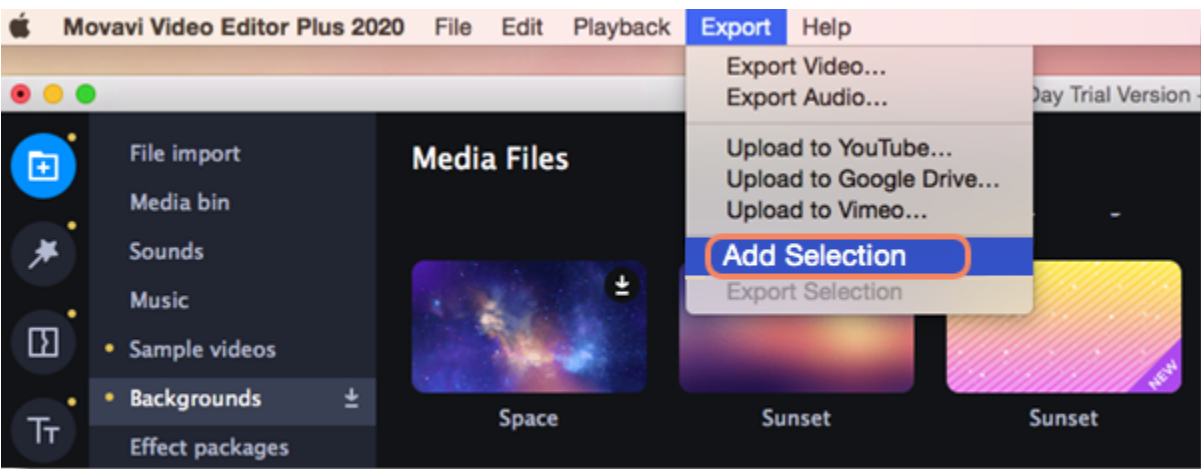 Movavi Video Editor Plus 2020 File Edit Playback Export Help
Export Video...
Export Audio...
Day Trial Version -
Upload to YouTube...
Upload to Google Drive...
Upload to Vimeo...
Add Selection
Export Selection
File import
Media bin
Sounds
Music
Sample videos
Backgrounds
Effect packages
Media Files
NEW
Space
Sunset
Sunset
TT